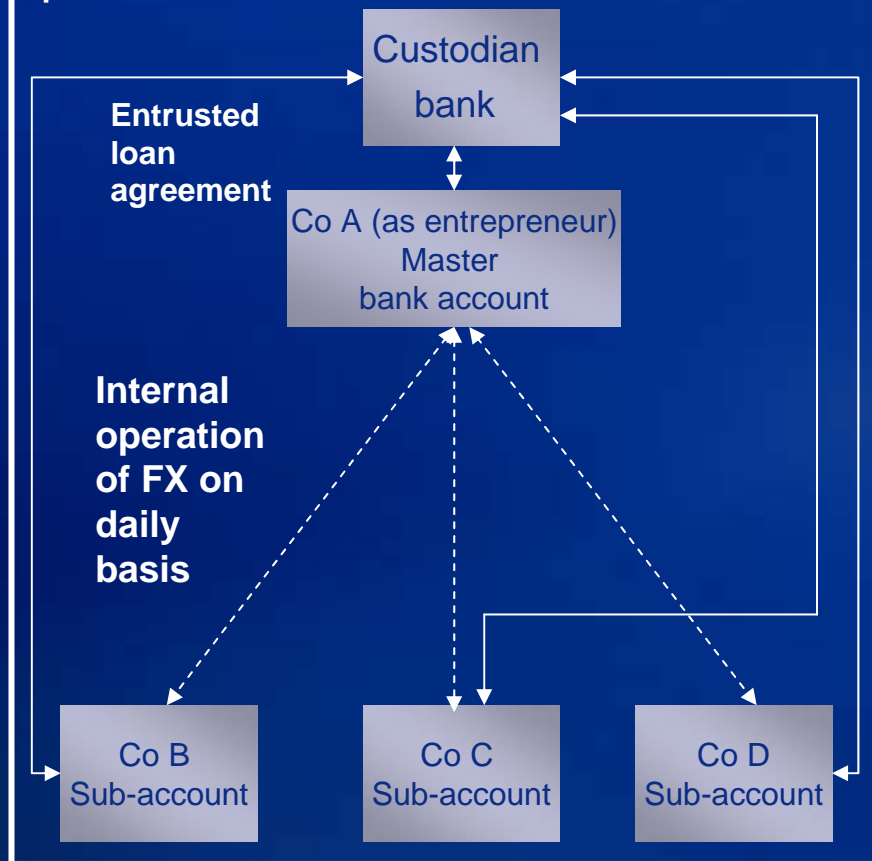 Custodian
bank
Entrusted
loan
agreement
Co A (as entrepreneur)
Master
bank account
Internal
operation
of FX on
daily
basis
Co B
Sub-account
Co C
Sub-account
Co D
Sub-account